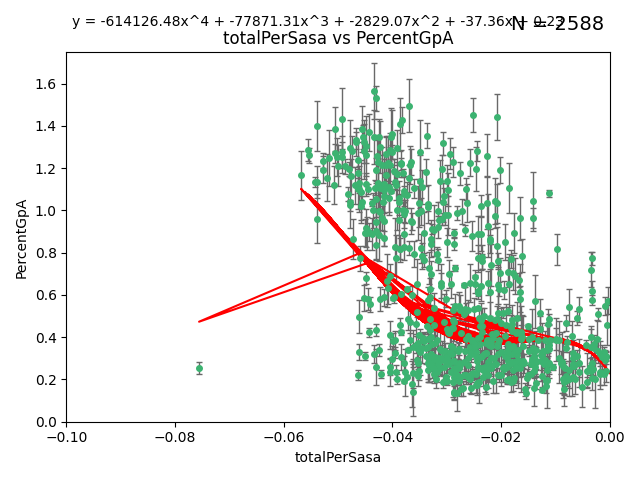 y = -614126.48x^4 + -77871.31x^3 + -2829.07x^2 + -37.36x + 0.23
N = 2588
totalPerSasa vs PercentGpA
1.6
1.4
1.2
1.0
0.8
0.6
0.4
0.2
0.0
PercentGpA
−0.10 −0.08 −0.06 −0.04 −0.02 0.00
totalPerSasa